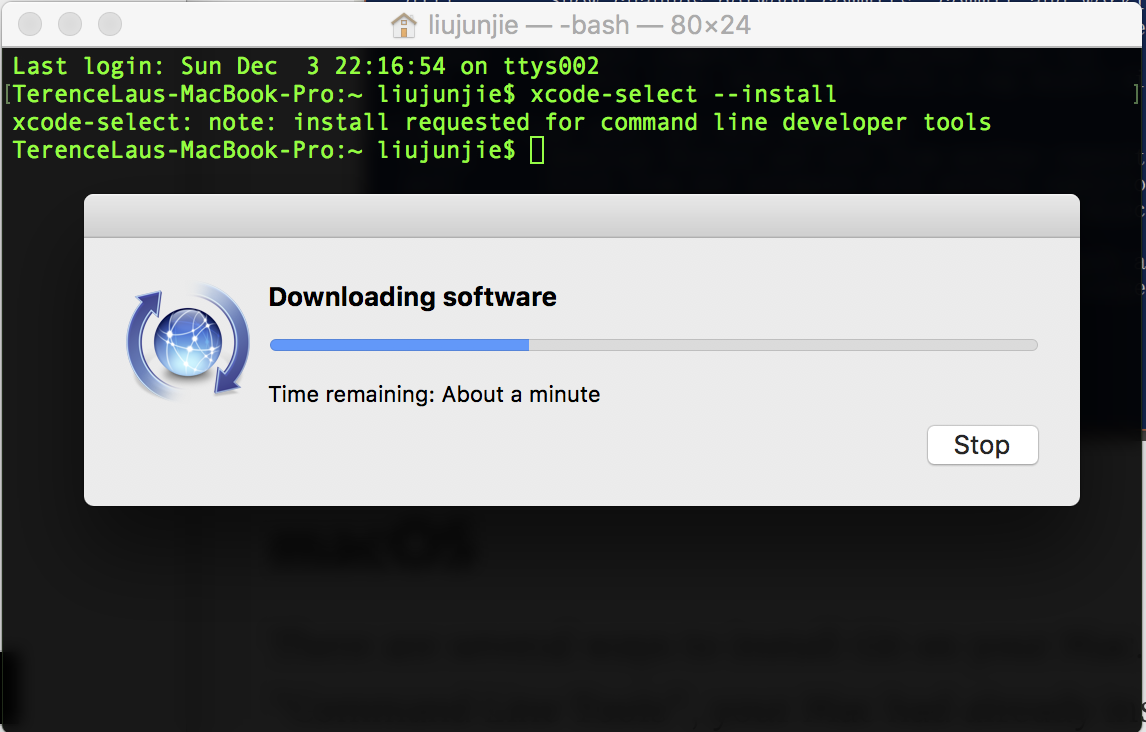 liujunjie — -bash — 80×24
Last login: Sun Dec  3 22:16:54 on ttys002
[TerenceLaus-MacBook-Pro:~ liujunjie$ xcode-select --install ]
xcode-select: note: install requested for command line developer tools
TerenceLaus-MacBook-Pro:~ liujunjie$
Downloading software
Time remaining: About a minute
Stop
macOS